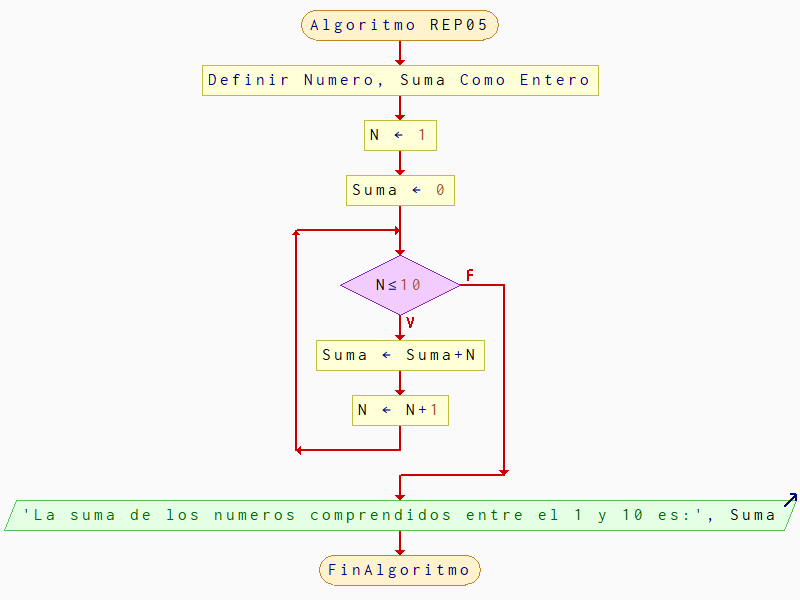 Algoritmo REP05
Definir Numero, Suma Como Entero
N ← 1
Suma ← 0
N≤10
F
V
Suma ← Suma+N
N ← N+1
'La suma de los numeros comprendidos entre el 1 y 10 es:', Suma
FinAlgoritmo